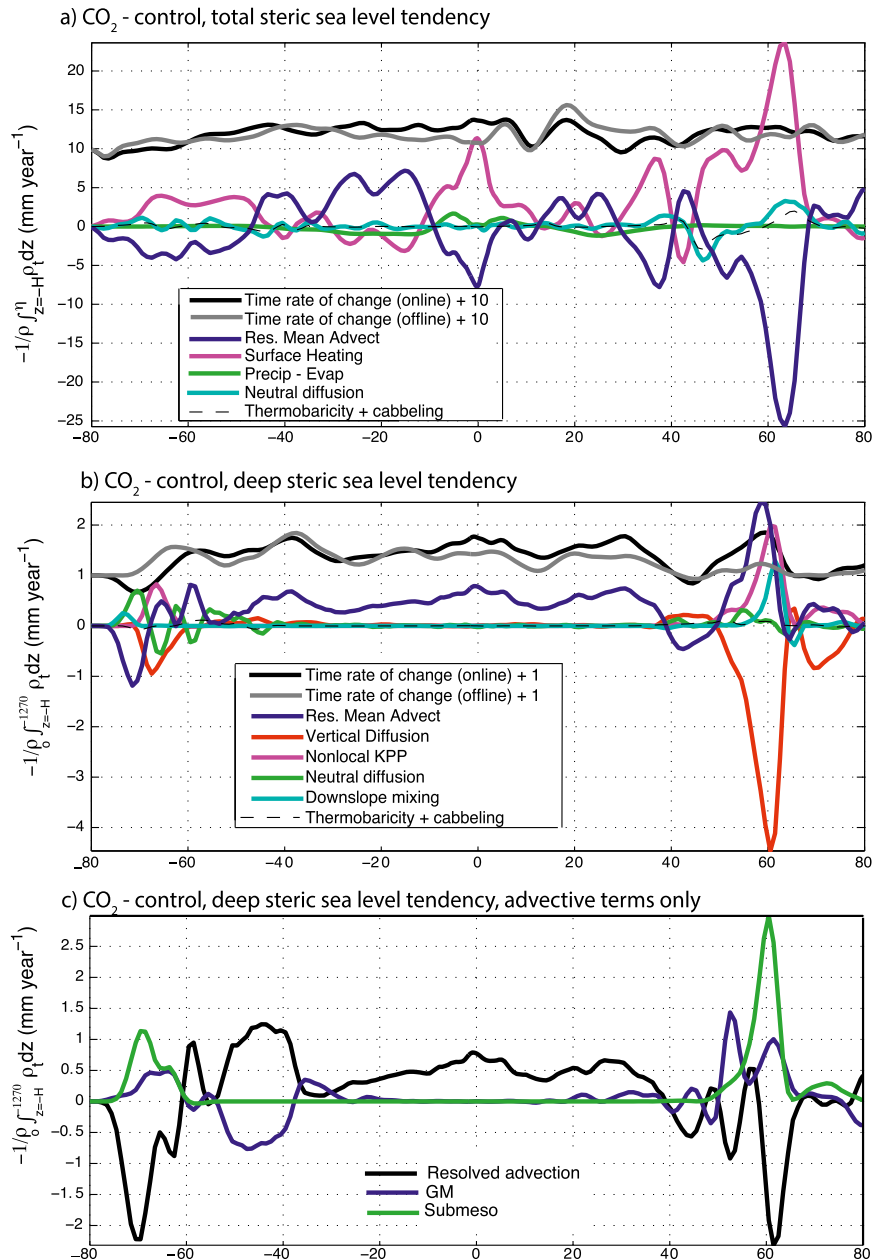 a) CO2 - control, total steric sea level tendency
−1/ρ ∫z=−Hη ρt dz (mm year−1)
20
15
10
5
0
−5
−10
−15
−20
−25
Time rate of change (online) + 10
Time rate of change (offline) + 10
Res. Mean Advect
Surface Heating
Precip - Evap
Neutral diffusion
Thermobaricity + cabbeling
−80 −60 −40 −20 0 20 40 60 80
b) CO2 - control, deep steric sea level tendency
−1/ρo ∫z=−H−1270 ρt dz (mm year−1)
2
1
0
−1
−2
−3
−4
Time rate of change (online) + 1
Time rate of change (offline) + 1
Res. Mean Advect
Vertical Diffusion
Nonlocal KPP
Neutral diffusion
Downslope mixing
Thermobaricity + cabbeling
−80 −60 −40 −20 0 20 40 60 80
c) CO2 - control, deep steric sea level tendency, advective terms only
−1/ρo ∫z=−H−1270 ρt dz (mm year−1)
2.5
2
1.5
1
0.5
0
−0.5
−1
−1.5
−2
Resolved advection
GM
Submeso
−80 −60 −40 −20 0 20 40 60 80